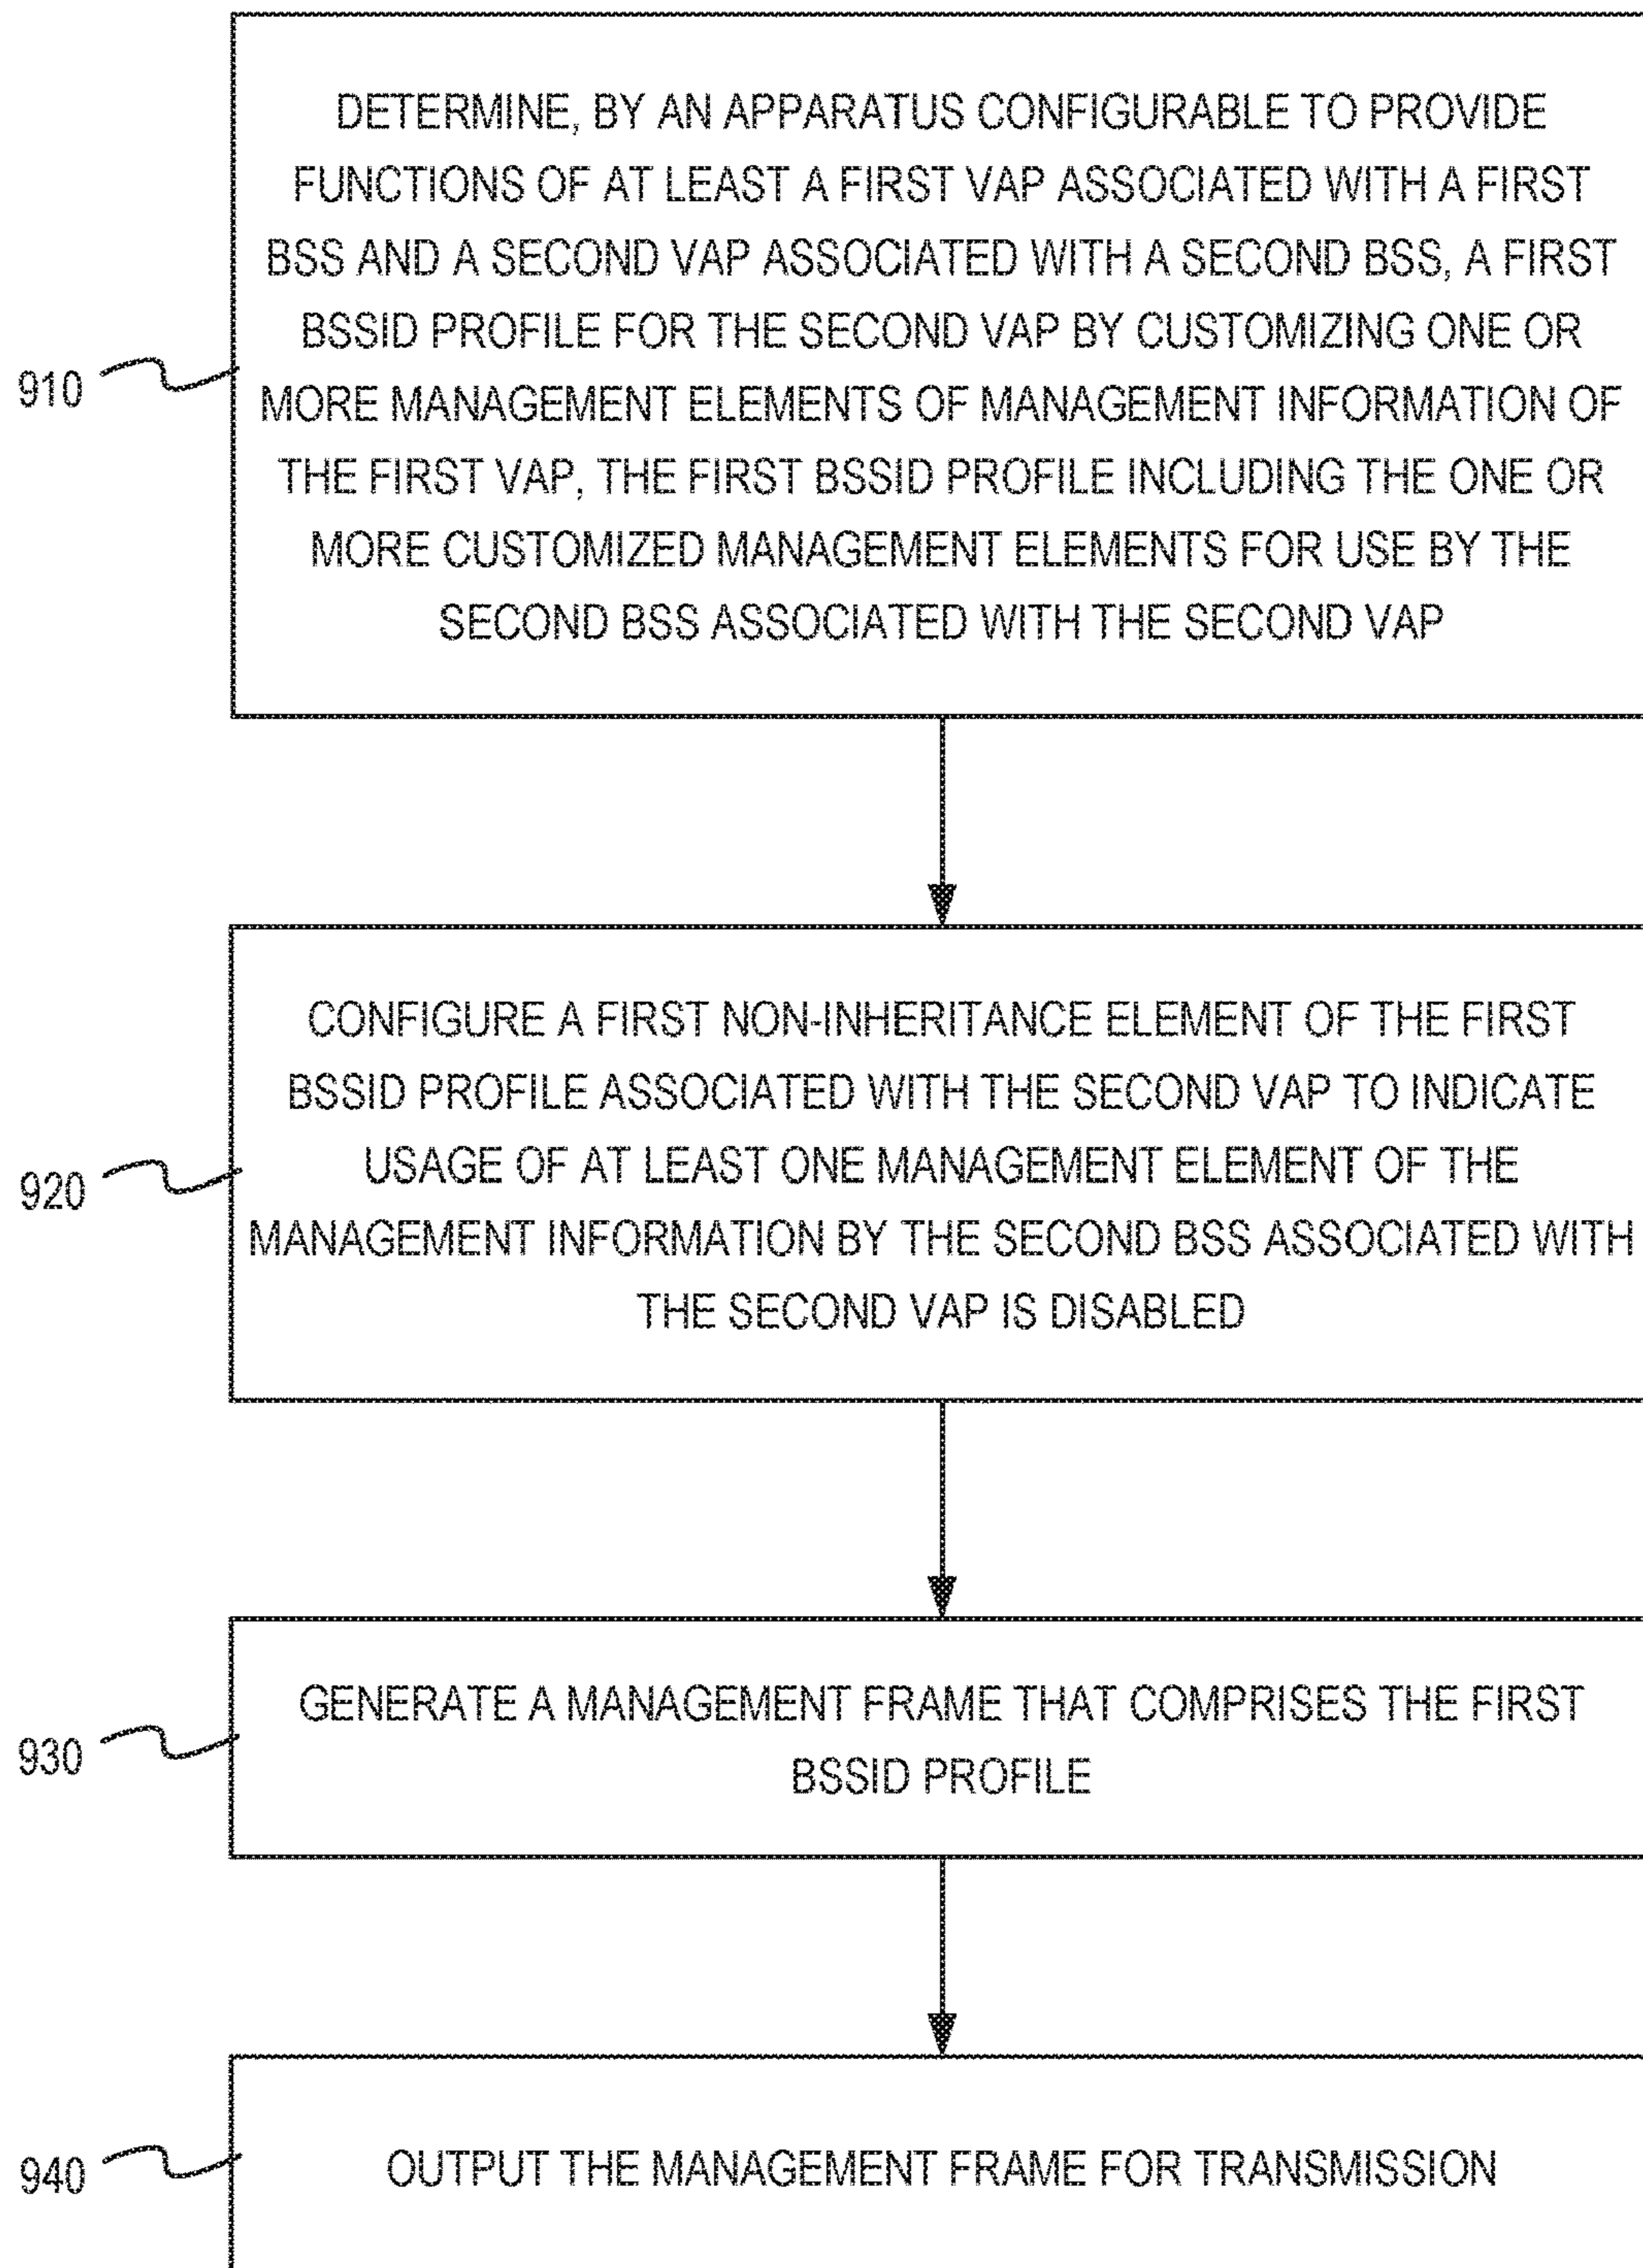 DETERMINE, BY AN APPARATUS CONFIGURABLE TO PROVIDE
FUNCTIONS OF AT LEAST A FIRST VAP ASSOCIATED WITH A FIRST
BSS AND A SECOND VAP ASSOCIATED WITH A SECOND BSS, A FIRST
BSSID PROFILE FOR THE SECOND VAP BY CUSTOMIZING ONE OR
MORE MANAGEMENT ELEMENTS OF MANAGEMENT INFORMATION OF
THE FIRST VAP, THE FIRST BSSID PROFILE INCLUDING THE ONE OR
MORE CUSTOMIZED MANAGEMENT ELEMENTS FOR USE BY THE
SECOND BSS ASSOCIATED WITH THE SECOND VAP
910
CONFIGURE A FIRST NON-INHERITANCE ELEMENT OF THE FIRST
BSSID PROFILE ASSOCIATED WITH THE SECOND VAP TO INDICATE
USAGE OF AT LEAST ONE MANAGEMENT ELEMENT OF THE
MANAGEMENT INFORMATION BY THE SECOND BSS ASSOCIATED WITH
THE SECOND VAP IS DISABLED
920
GENERATE A MANAGEMENT FRAME THAT COMPRISES THE FIRST
BSSID PROFILE
930
OUTPUT THE MANAGEMENT FRAME FOR TRANSMISSION
940